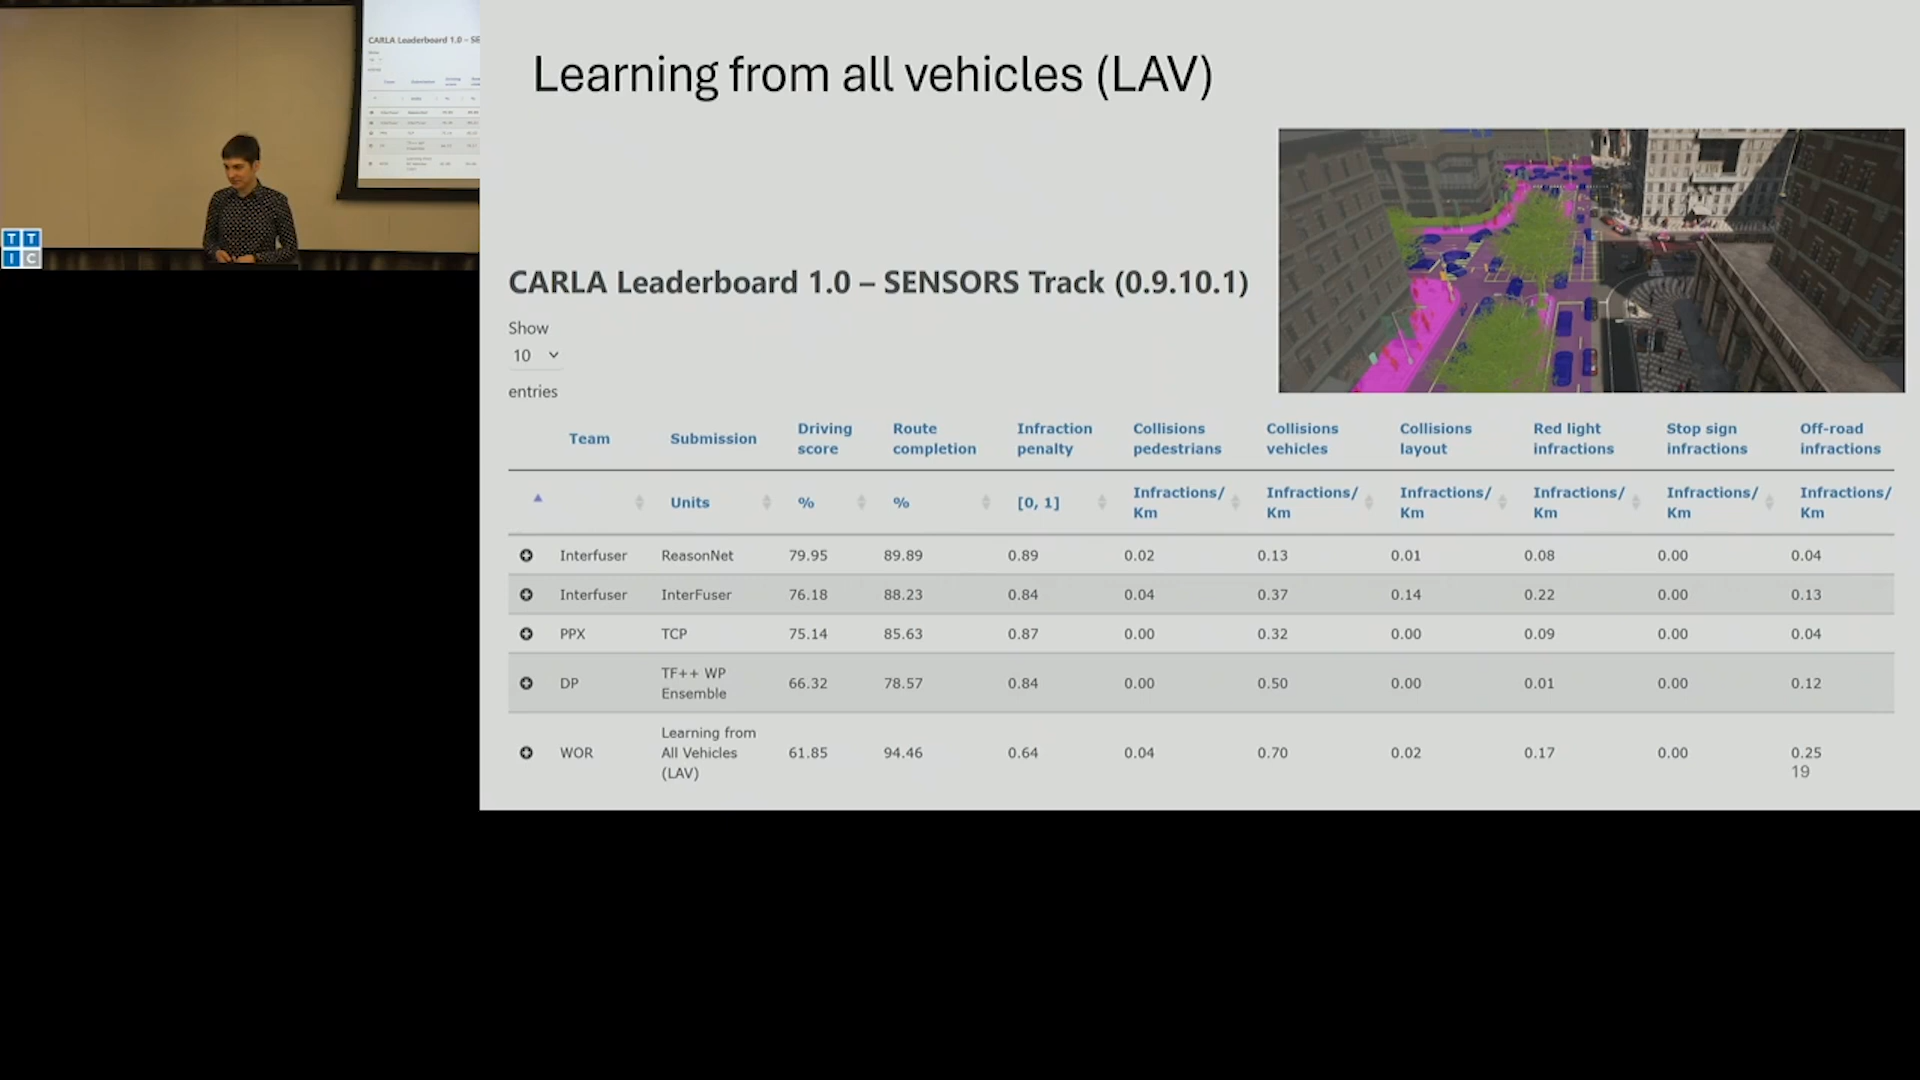 CARLA Leaderboard 1.0 – SE
T T
I C
Learning from all vehicles (LAV)
CARLA Leaderboard 1.0 – SENSORS Track (0.9.10.1)
Show
10
entries
Team Submission Driving score Route completion Infraction penalty Collisions pedestrians Collisions vehicles Collisions layout Red light infractions Stop sign infractions Off-road infractions
Units % % [0, 1] Infractions/Km Infractions/Km Infractions/Km Infractions/Km Infractions/Km Infractions/Km
Interfuser ReasonNet 79.95 89.89 0.89 0.02 0.13 0.01 0.08 0.00 0.04
Interfuser InterFuser 76.18 88.23 0.84 0.04 0.37 0.14 0.22 0.00 0.13
PPX TCP 75.14 85.63 0.87 0.00 0.32 0.00 0.09 0.00 0.04
DP TF++ WP Ensemble 66.32 78.57 0.84 0.00 0.50 0.00 0.01 0.00 0.12
WOR Learning from All Vehicles (LAV) 61.85 94.46 0.64 0.04 0.70 0.02 0.17 0.00 0.25
19